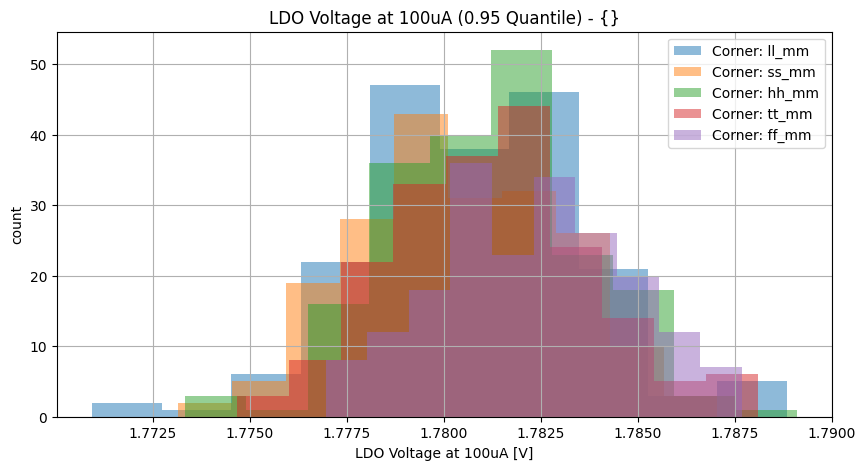 LDO Voltage at 100uA (0.95 Quantile) - {}
50
40
30
20
10
0
count
Corner: ll_mm
Corner: ss_mm
Corner: hh_mm
Corner: tt_mm
Corner: ff_mm
1.7725 1.7750 1.7775 1.7800 1.7825 1.7850 1.7875 1.7900
LDO Voltage at 100uA [V]